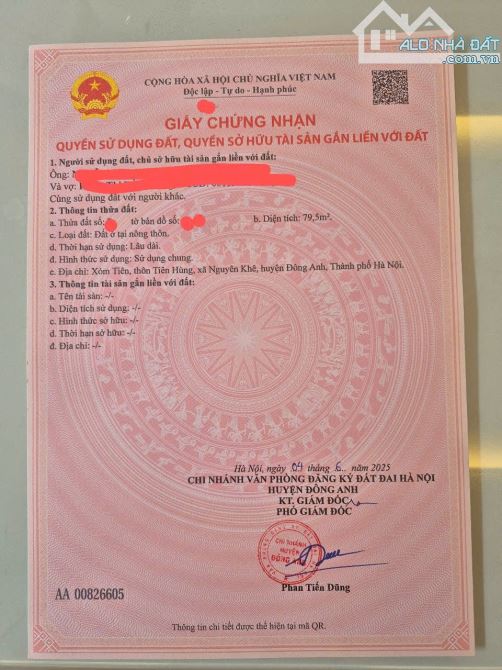 ALO NHÀ ĐẤT
.com.vn
CỘNG HÒA XÃ HỘI CHỦ NGHĨA VIỆT NAM
Độc lập - Tự do - Hạnh phúc
GIẤY CHỨNG NHẬN
QUYỀN SỬ DỤNG ĐẤT, QUYỀN SỞ HỮU TÀI SẢN GẮN LIỀN VỚI ĐẤT
1. Người sử dụng đất, chủ sở hữu tài sản gắn liền với đất:
Ông:
Và vợ:
Cùng sử dụng đất với người khác.
2. Thông tin thửa đất:
a. Thửa đất số: tờ bản đồ số: b. Diện tích: 79,5m².
c. Loại đất: Đất ở tại nông thôn.
d. Thời hạn sử dụng: Lâu dài.
đ. Hình thức sử dụng: Sử dụng chung.
e. Địa chỉ: Xóm Tiên, thôn Tiên Hùng, xã Nguyên Khê, huyện Đông Anh, Thành phố Hà Nội.
3. Thông tin tài sản gắn liền với đất:
a. Tên tài sản: -/-
b. Diện tích sử dụng: -/-
c. Hình thức sở hữu: -/-
d. Thời hạn sở hữu: -/-
đ. Địa chỉ: -/-
Hà Nội, ngày 04 tháng 6 năm 2025
CHI NHÁNH VĂN PHÒNG ĐĂNG KÝ ĐẤT ĐAI HÀ NỘI
HUYỆN ĐÔNG ANH
KT. GIÁM ĐỐC
PHÓ GIÁM ĐỐC
CHI NHÁNH
HUYỆN
ĐÔNG ANH
Phan Tiến Dũng
AA 00826605
Thông tin chi tiết được thể hiện tại mã QR.